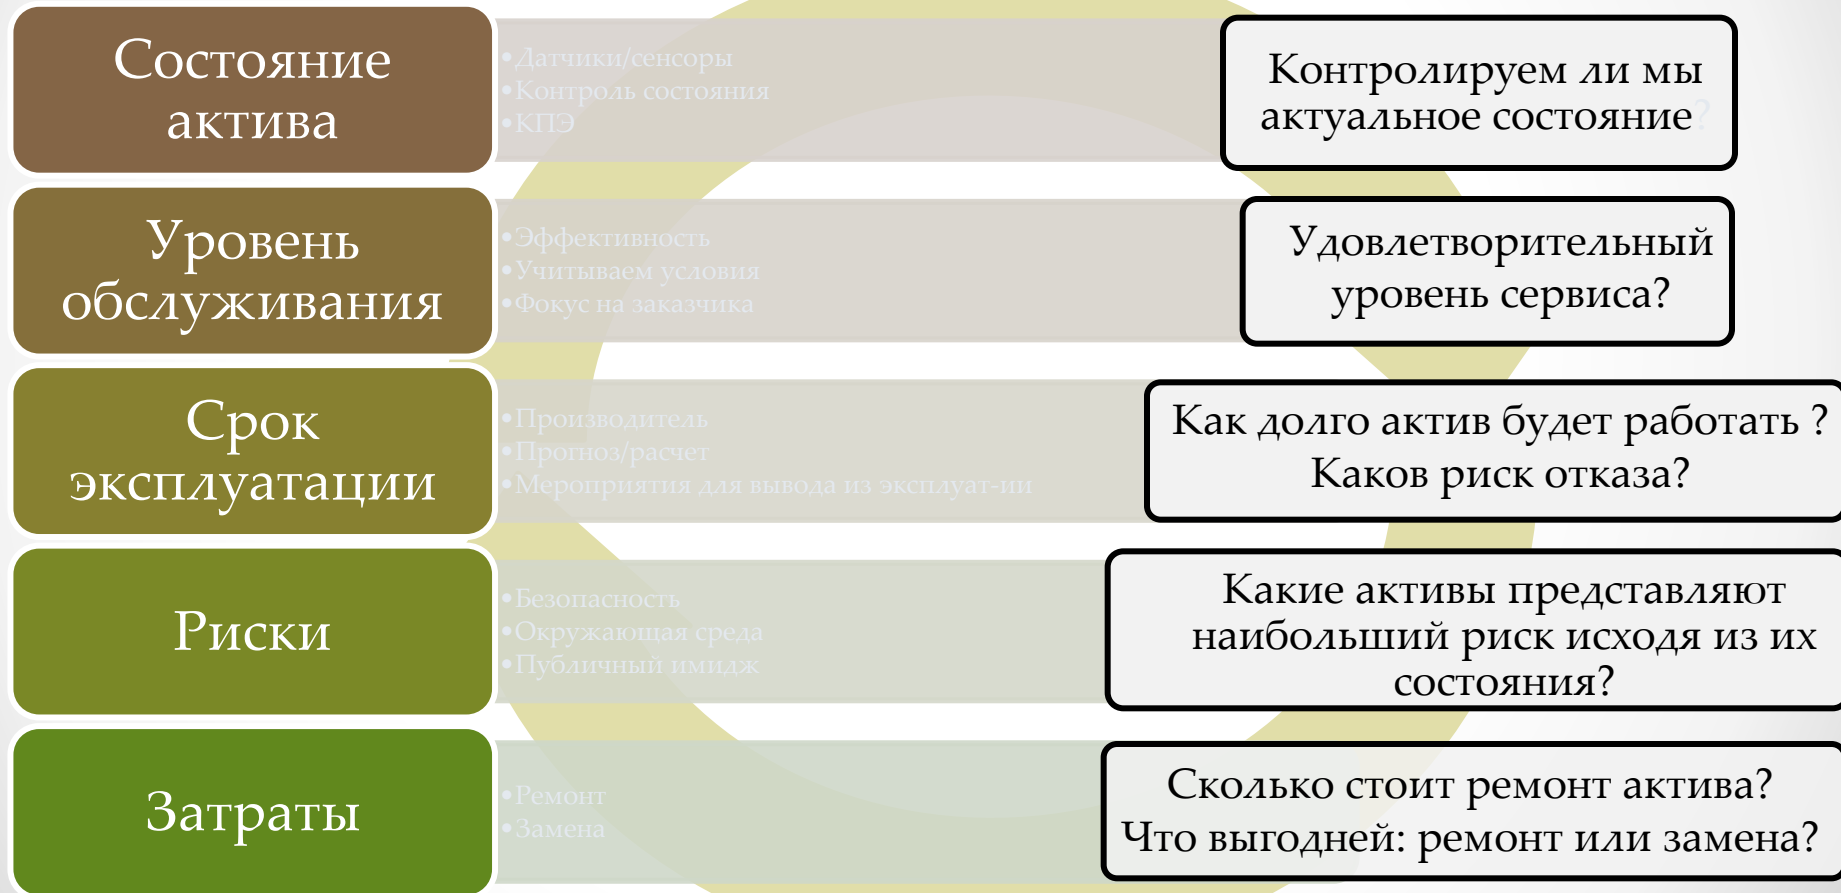 Состояние
актива
•Датчики/сенсоры
•Контроль состояния
•КПЭ
Контролируем ли мы
актуальное состояние?
Уровень
обслуживания
•Эффективность
•Учитываем условия
•Фокус на заказчика
Удовлетворительный
уровень сервиса?
Срок
эксплуатации
•Производитель
•Прогноз/расчет
•Мероприятия для вывода из эксплуат-ии
Как долго актив будет работать ?
Каков риск отказа?
Риски
•Безопасность
•Окружающая среда
•Публичный имидж
Какие активы представляют
наибольший риск исходя из их
состояния?
Затраты
•Ремонт
•Замена
Сколько стоит ремонт актива?
Что выгодней: ремонт или замена?